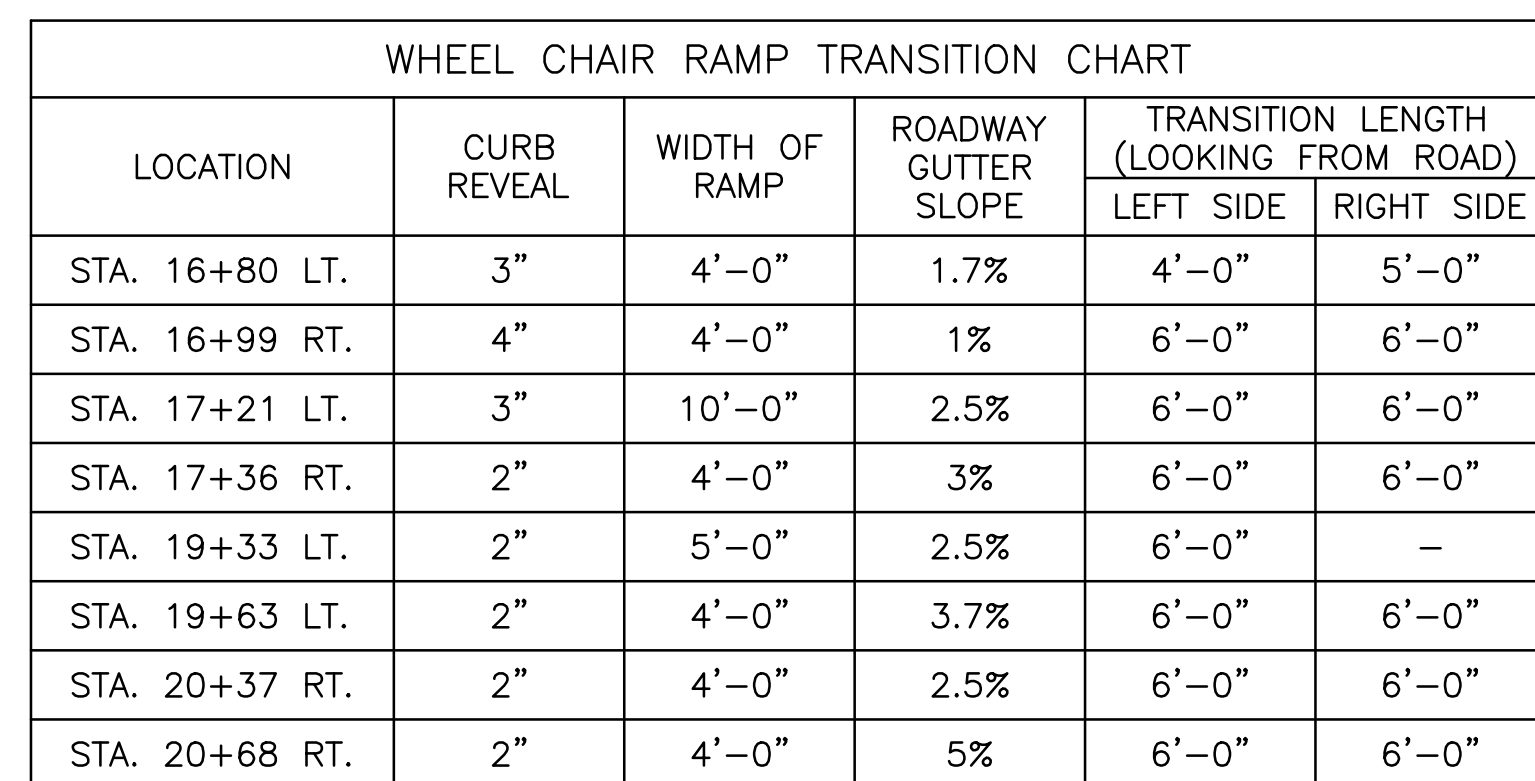 WHEEL CHAIR RAMP TRANSITION CHART
LOCATION
CURB
REVEAL
WIDTH OF
RAMP
ROADWAY
GUTTER
SLOPE
TRANSITION LENGTH
(LOOKING FROM ROAD)
LEFT SIDE RIGHT SIDE
STA. 16+80 LT. 3” 4’–0” 1.7% 4’–0” 5’–0”
STA. 16+99 RT. 4” 4’–0” 1% 6’–0” 6’–0”
STA. 17+21 LT. 3” 10’–0” 2.5% 6’–0” 6’–0”
STA. 17+36 RT. 2” 4’–0” 3% 6’–0” 6’–0”
STA. 19+33 LT. 2” 5’–0” 2.5% 6’–0” –
STA. 19+63 LT. 2” 4’–0” 3.7% 6’–0” 6’–0”
STA. 20+37 RT. 2” 4’–0” 2.5% 6’–0” 6’–0”
STA. 20+68 RT. 2” 4’–0” 5% 6’–0” 6’–0”